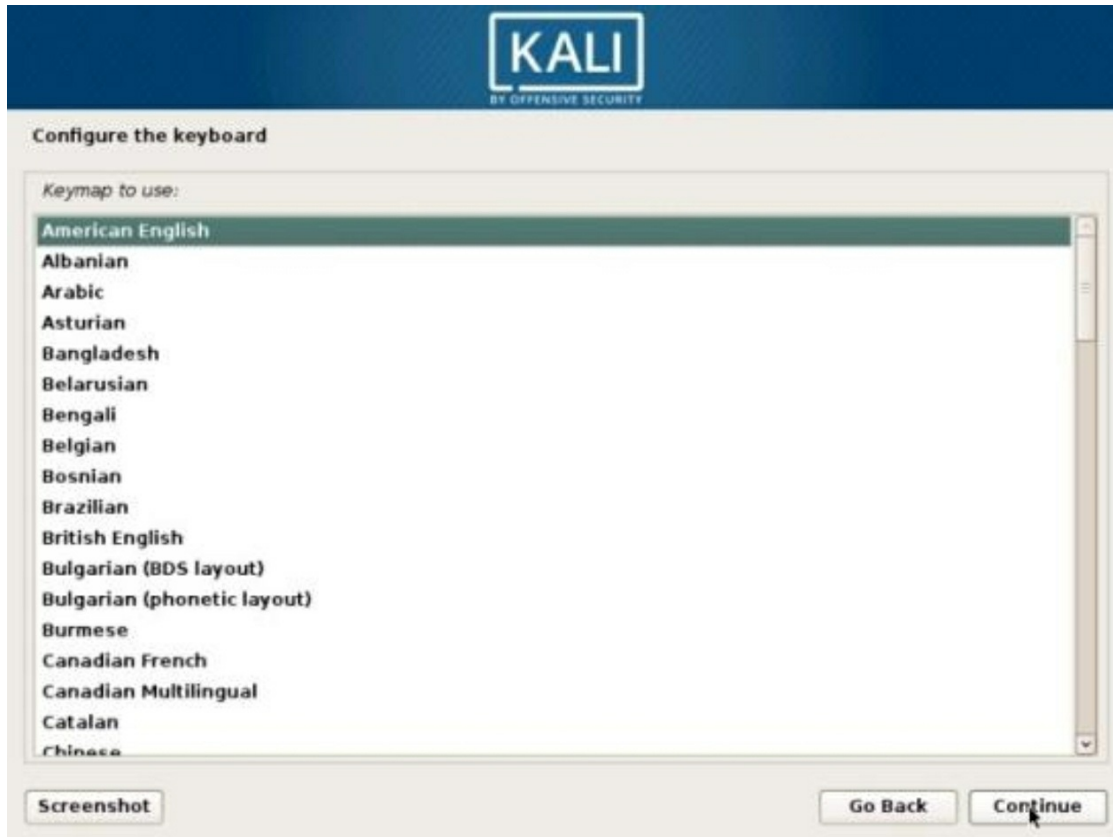 KALI
BY OFFENSIVE SECURITY
Configure the keyboard
Keymap to use:
American English
Albanian
Arabic
Asturian
Bangladesh
Belarusian
Bengali
Belgian
Bosnian
Brazilian
British English
Bulgarian (BDS layout)
Bulgarian (phonetic layout)
Burmese
Canadian French
Canadian Multilingual
Catalan
Chinese
Screenshot Go Back Continue